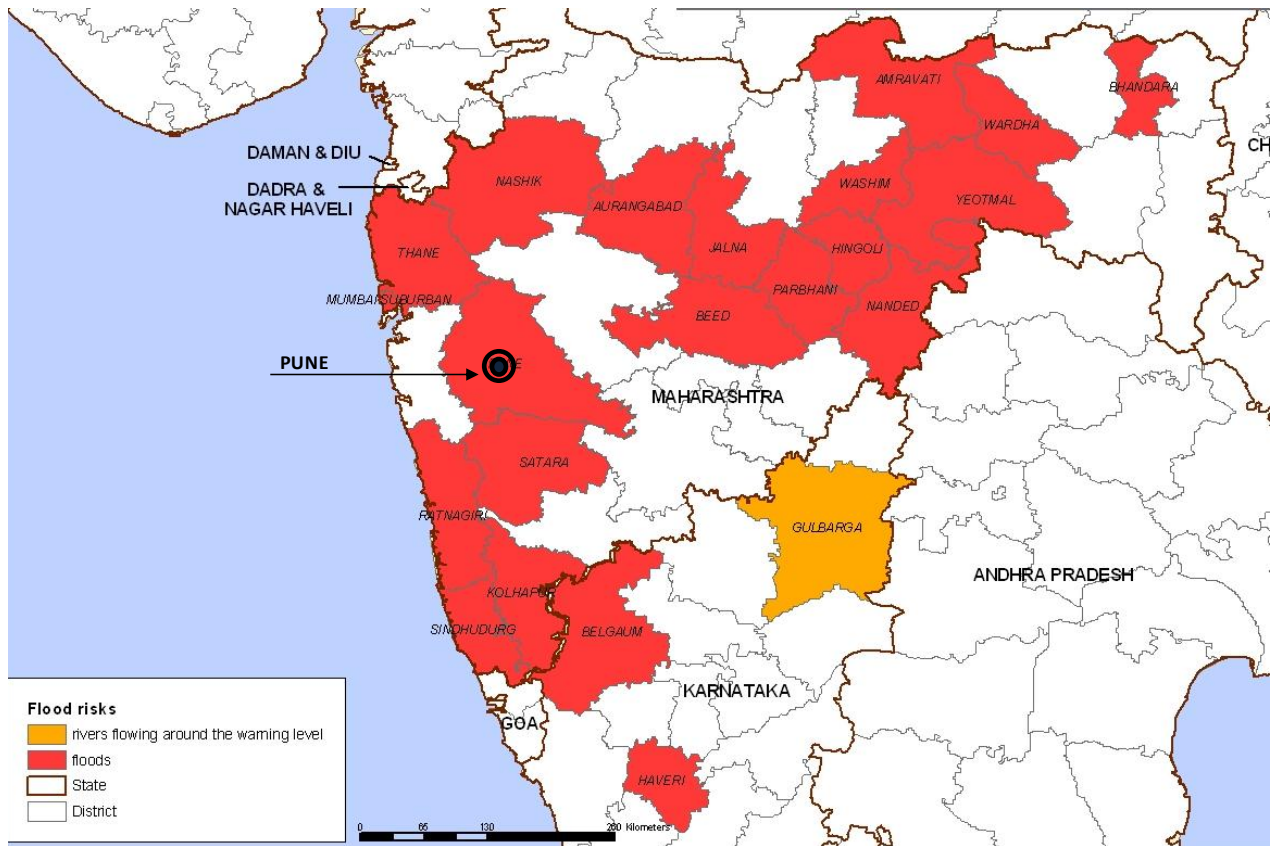 AMRAVATI
BHANDARA
WARDHA
CH
DAMAN & DIU
NASHIK
DADRA &
NAGAR HAVELI
WASHIM
AURANGABAD
YEOTMAL
THANE
JALNA
HINGOLI
PARBHANI
MUMBAI SUBURBAN
NANDED
BEED
PUNE
E
MAHARASHTRA
SATARA
RATNAGIRI
GULBARGA
ANDHRA PRADESH
KOLHAPUR
SINDHUDURG
BELGAUM
KARNATAKA
GOA
HAVERI
Flood risks
rivers flowing around the warning level
floods
State
District
0 65 130 260 Kilometers